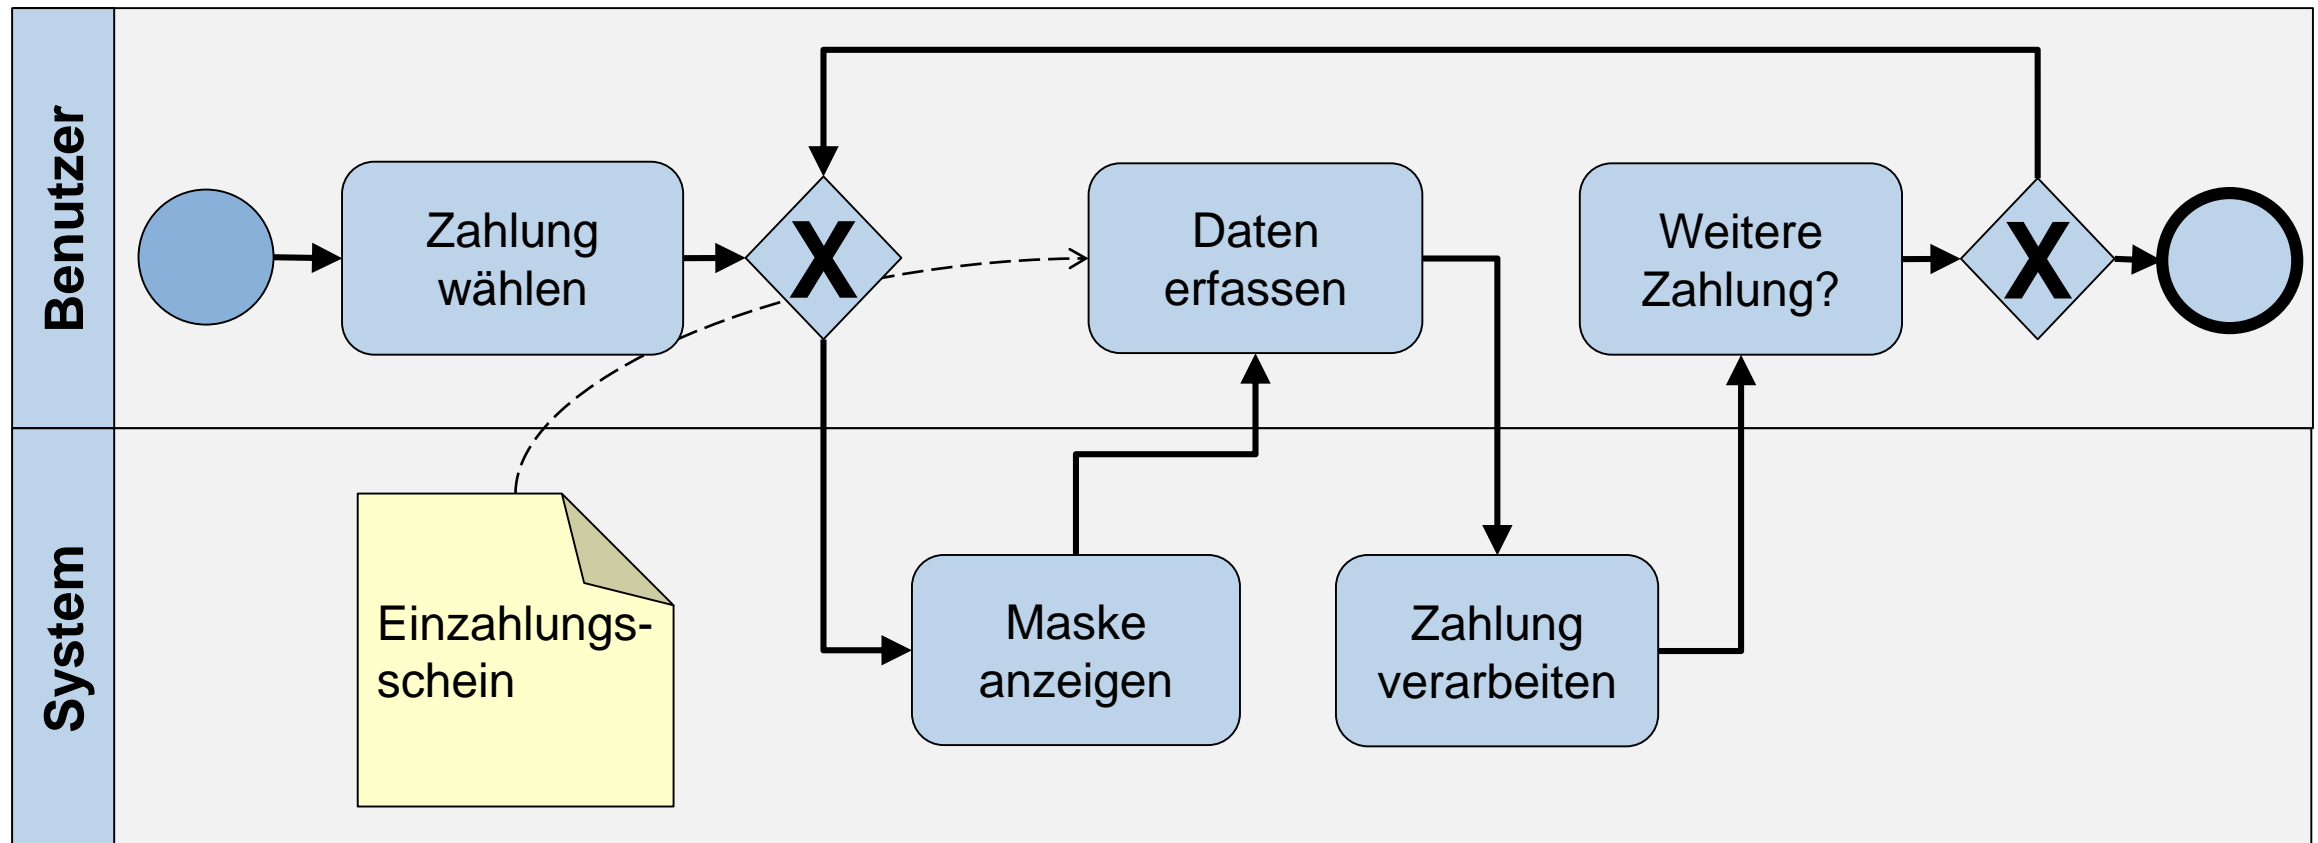 Benutzer
Zahlung
wählen
X
Daten
erfassen
Weitere
Zahlung?
X
System
Einzahlungs-
schein
Maske
anzeigen
Zahlung
verarbeiten